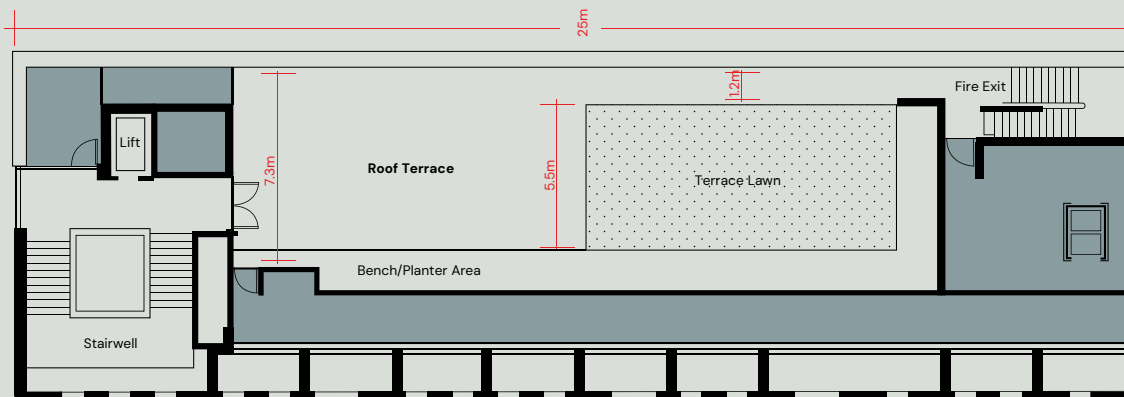 25m
1.2m
Fire Exit
Lift
Roof Terrace
7.3m
5.5m
Terrace Lawn
Bench/Planter Area
Stairwell